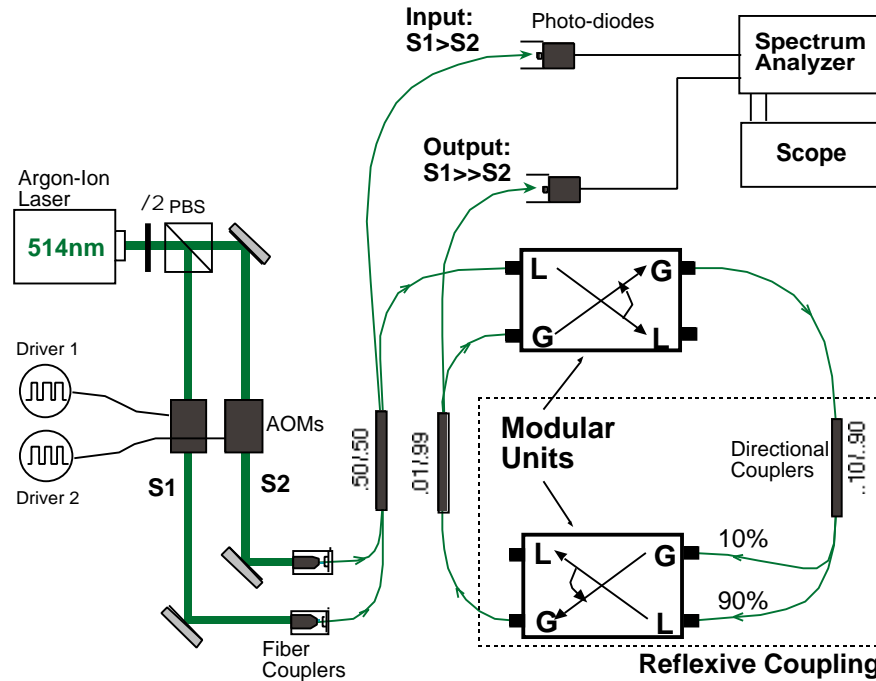 Input:
S1>S2
Photo-diodes
Spectrum
Analyzer
Scope
Output:
S1>>S2
Argon-Ion
Laser
/2 PBS
514nm
L
G
G
L
Driver 1
Driver 2
AOMs
S1
S2
.50/.50
.01/.99
Modular
Units
Directional
Couplers
..10/..90
L
G
G
L
10%
90%
Fiber
Couplers
Reflexive Coupling